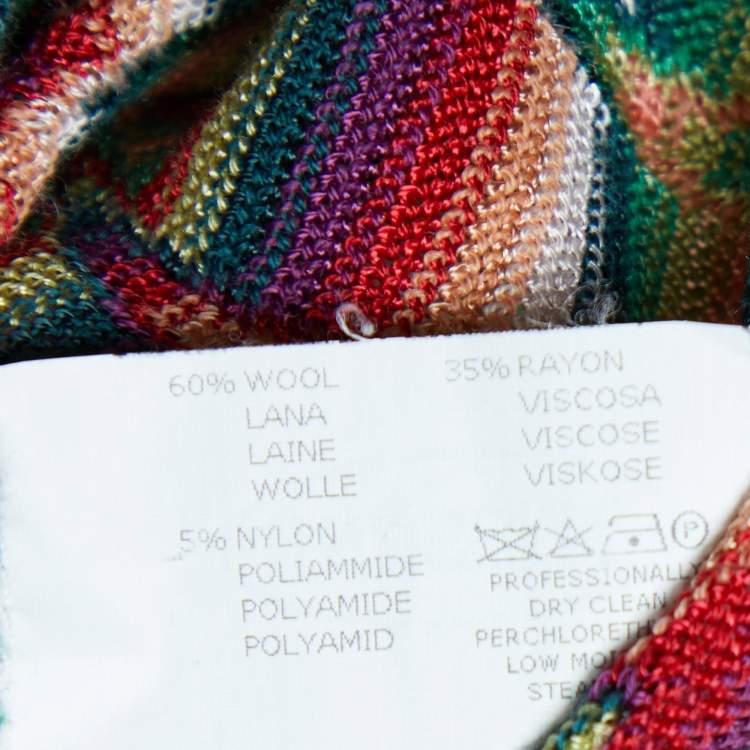 60% WOOL
LANA
LAINE
WOLLE
35% RAYON
VISCOSA
VISCOSE
VISKOSE
5% NYLON
POLIAMMIDE
POLYAMIDE
POLYAMID
P
PROFESSIONALLY
DRY CLEAN
LOW